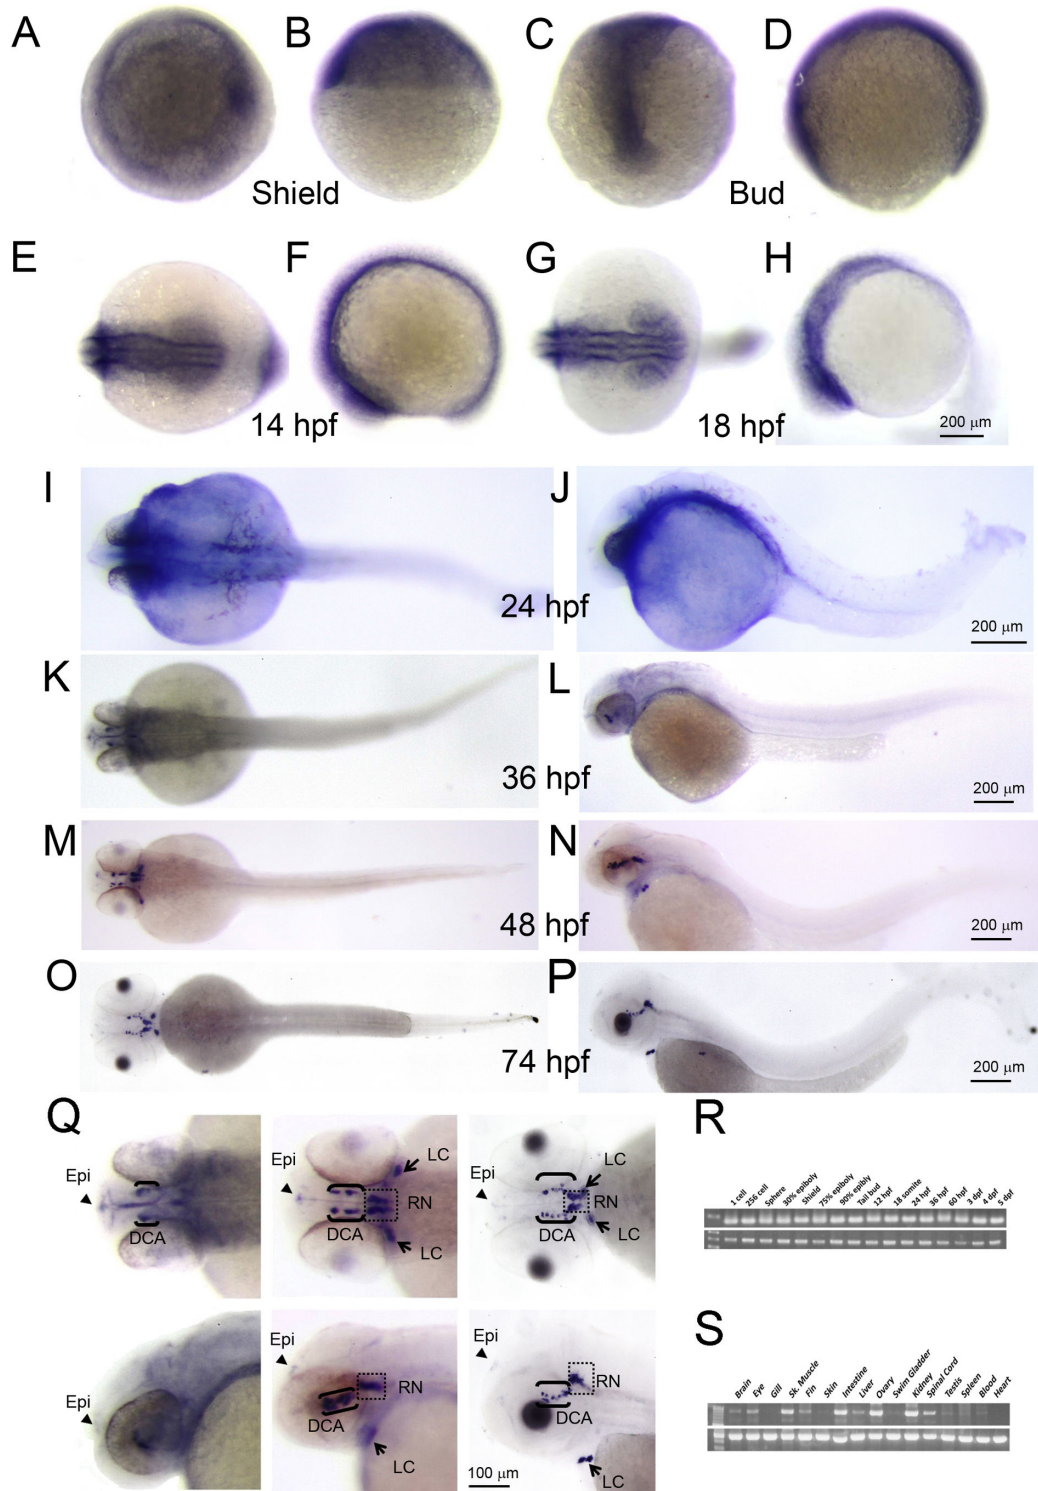 A B C D
Shield Bud
E F G H
14 hpf 18 hpf
200 µm
I J
24 hpf
200 µm
K L
36 hpf
200 µm
M N
48 hpf
200 µm
O P
74 hpf
200 µm
Q
Epi DCA
Epi LC RN DCA LC
Epi LC RN DCA LC
Epi
Epi RN DCA LC
Epi RN DCA LC
100 µm
R
1 cell
256 cell
Sphere
30% epiboly
Shield
75% epiboly
90% epibly
Tail bud
12 hpf
18 somite
24 hpf
36 hpf
60 hpf
3 dpf
4 dpf
5 dpf
S
Brain
Eye
Gill
Sk. Muscle
Fin
Skin
Intestine
Liver
Ovary
Swim Gladder
Kidney
Spinal Cord
Testis
Spleen
Blood
Heart